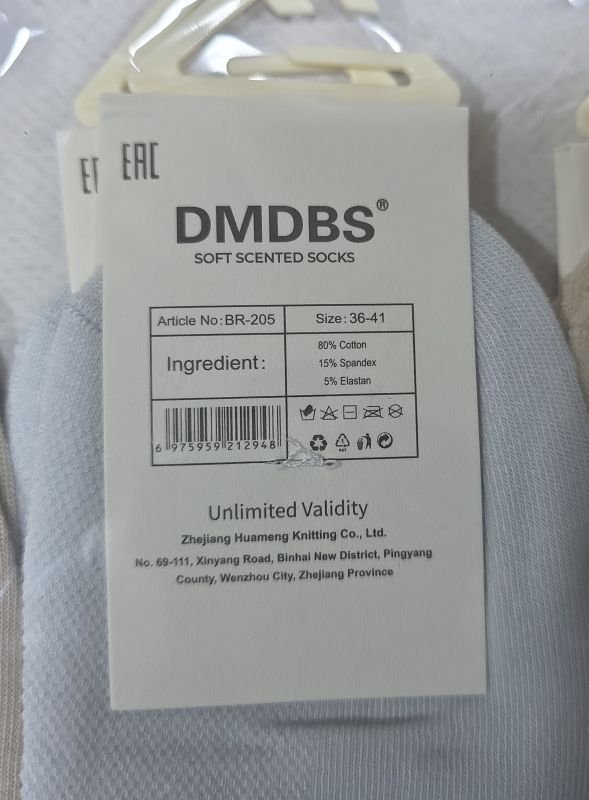 EAC
DMDBS®
SOFT SCENTED SOCKS
Article No:BR-205
Size:36-41
Ingredient:
80% Cotton
15% Spandex
5% Elastan
6 975959 212948
Unlimited Validity
Zhejiang Huameng Knitting Co., Ltd.
No. 69-111, Xinyang Road, Binhai New District, Pingyang
County, Wenzhou City, Zhejiang Province